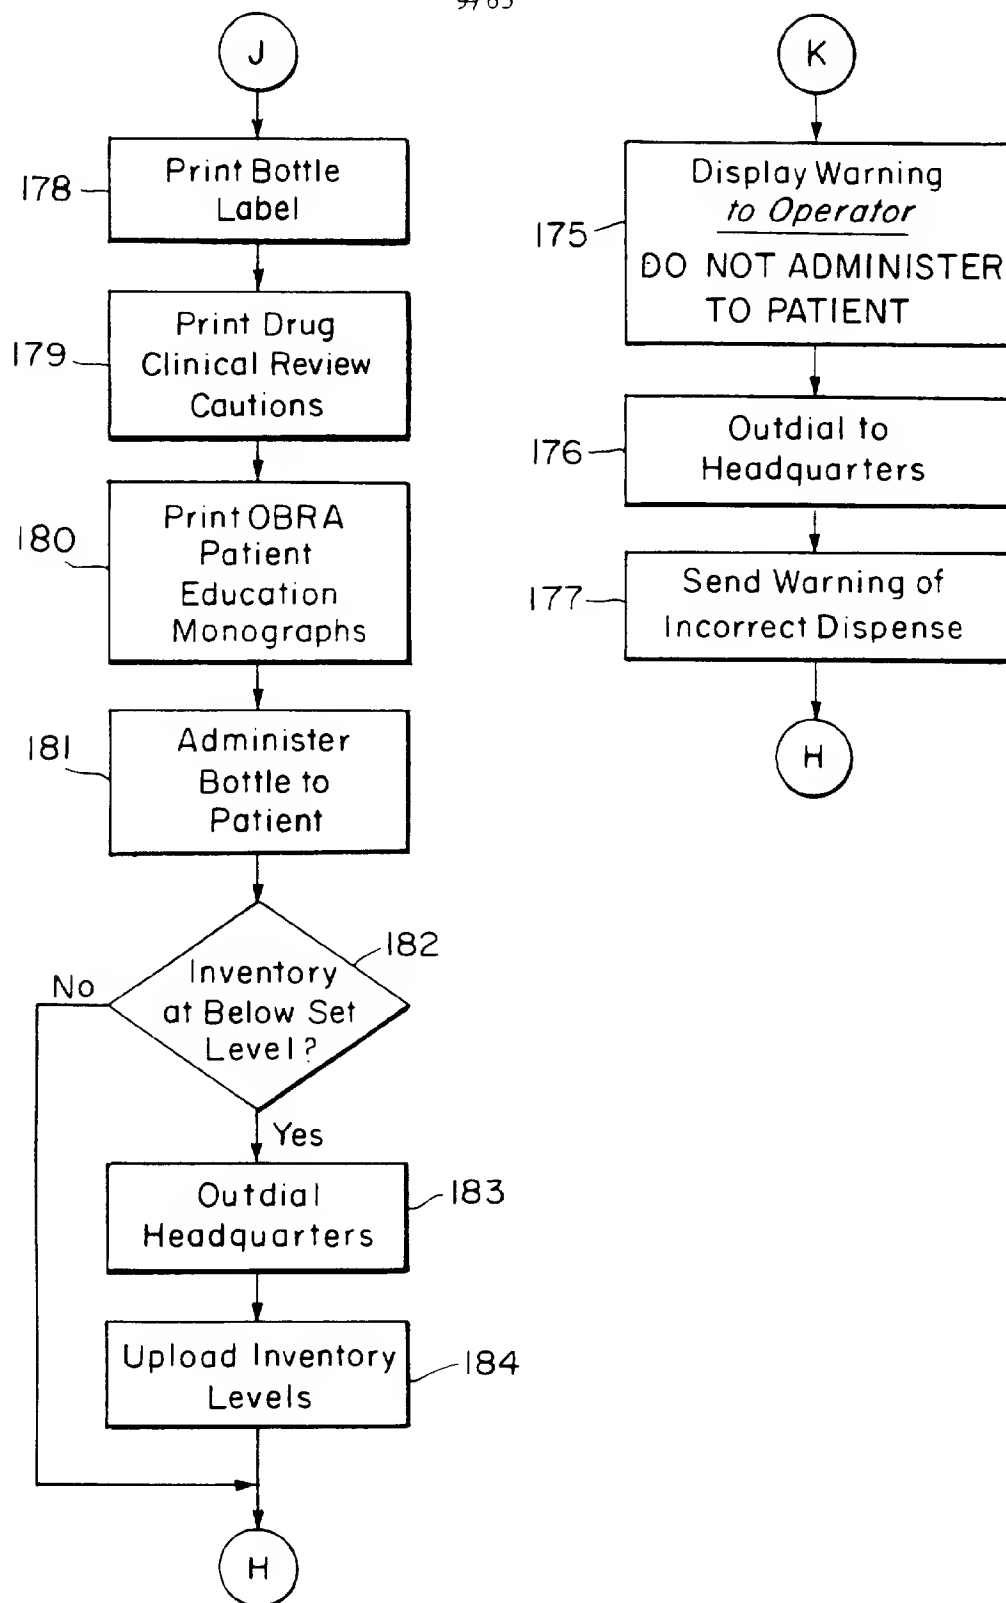 J
178
Print Bottle
Label
179
Print Drug
Clinical Review
Cautions
180
Print OBRA
Patient
Education
Monographs
181
Administer
Bottle to
Patient
182
Inventory
at Below Set
Level?
No
Yes
Outdial
Headquarters
183
Upload Inventory
Levels
184
H
K
175
Display Warning
to Operator
DO NOT ADMINISTER
TO PATIENT
176
Outdial to
Headquarters
177
Send Warning of
Incorrect Dispense
H